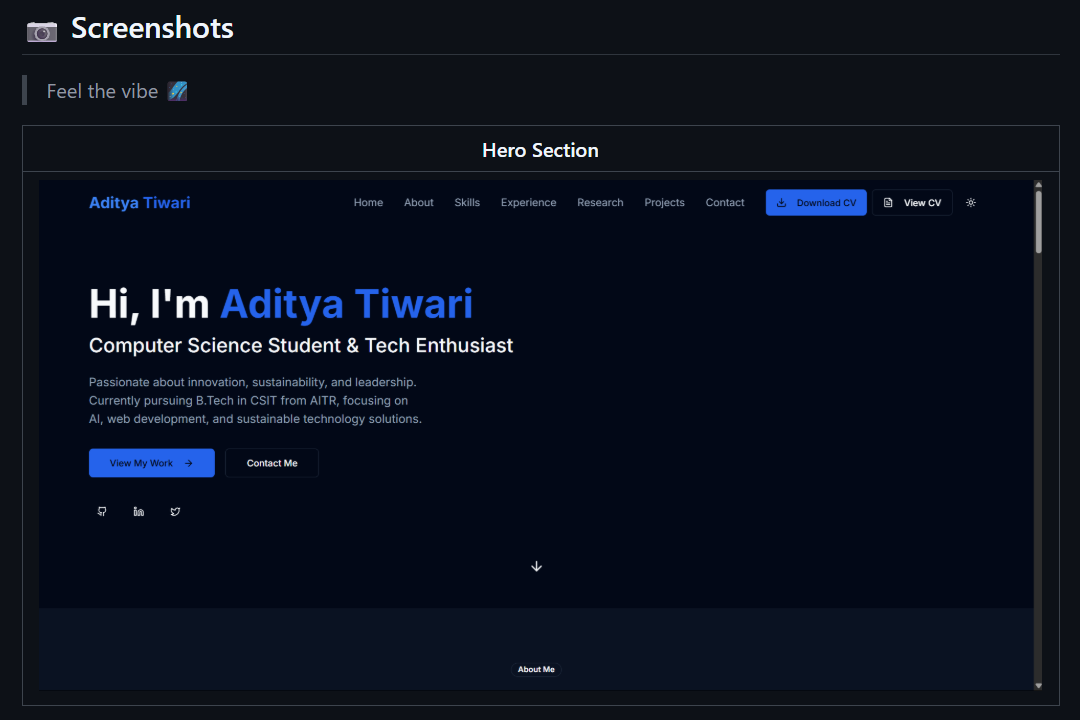 Screenshots
Feel the vibe
Hero Section
Aditya Tiwari
Home About Skills Experience Research Projects Contact Download CV View CV
Hi, I'm Aditya Tiwari
Computer Science Student & Tech Enthusiast
Passionate about innovation, sustainability, and leadership.
Currently pursuing B.Tech in CSIT from AITR, focusing on
AI, web development, and sustainable technology solutions.
View My Work Contact Me
About Me